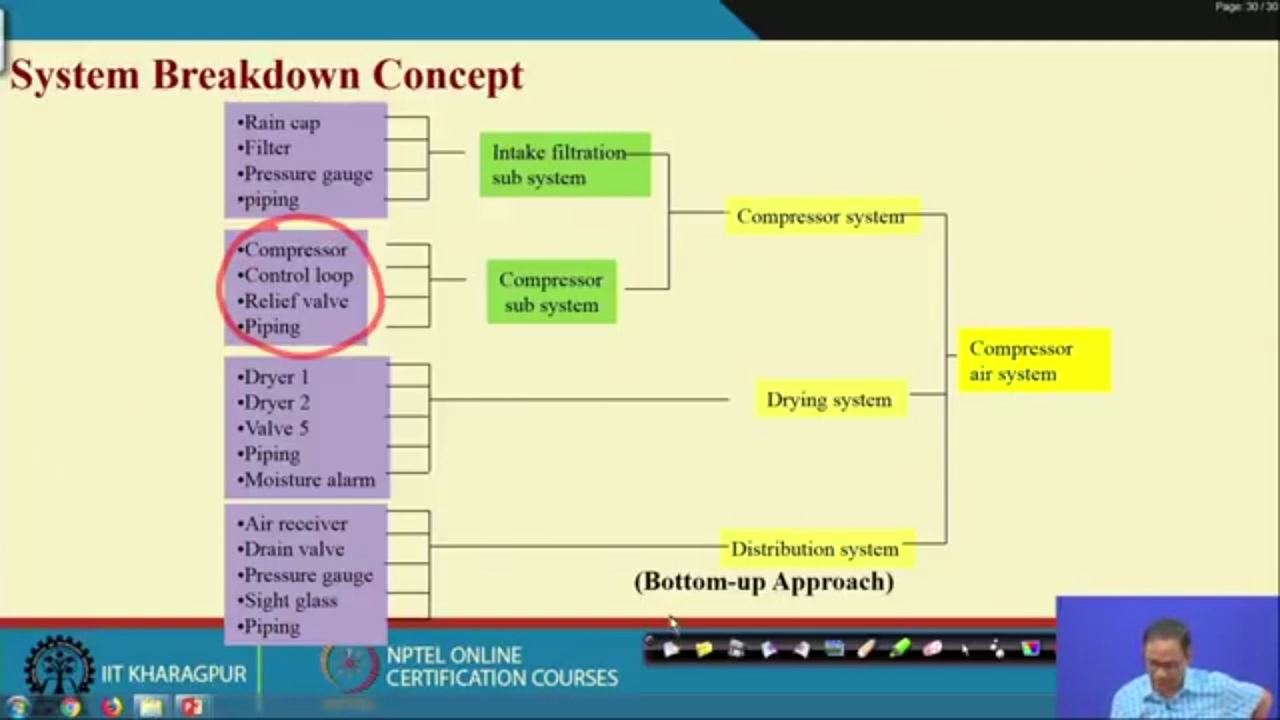 Page: 30 / 30
System Breakdown Concept
•Rain cap
•Filter
•Pressure gauge
•piping
Intake filtration
sub system
•Compressor
•Control loop
•Relief valve
•Piping
Compressor
sub system
Compressor system
•Dryer 1
•Dryer 2
•Valve 5
•Piping
•Moisture alarm
Drying system
Compressor
air system
•Air receiver
•Drain valve
•Pressure gauge
•Sight glass
•Piping
Distribution system
(Bottom-up Approach)
IIT KHARAGPUR
NPTEL ONLINE
CERTIFICATION COURSES